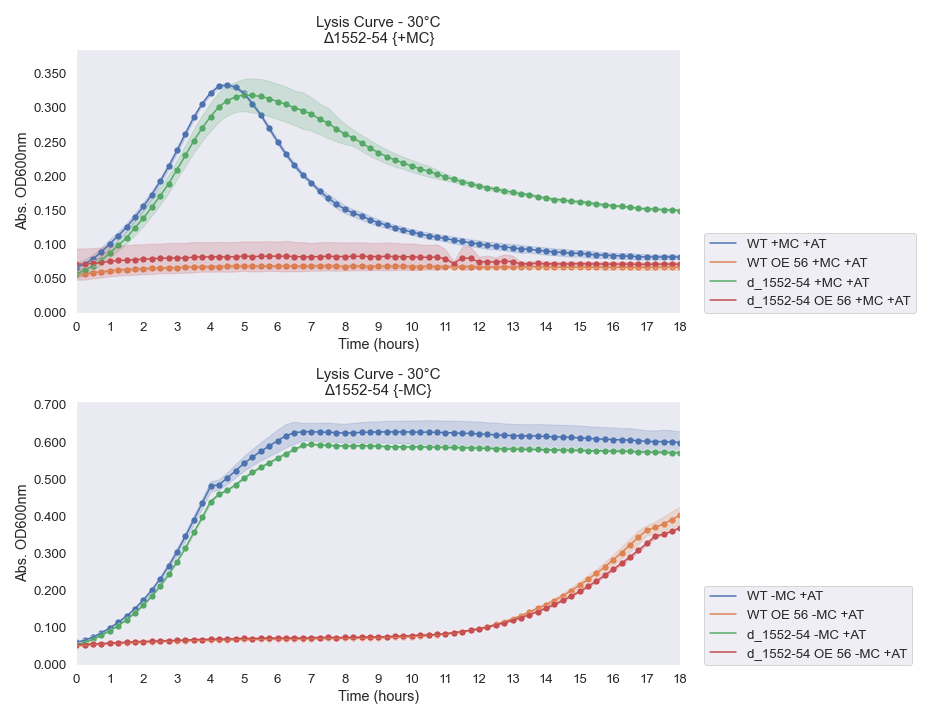 Lysis Curve - 30°C
Δ1552-54 {+MC}
0.350
0.300
0.250
0.200
0.150
0.100
0.050
0.000
Abs. OD600nm
0 1 2 3 4 5 6 7 8 9 10 11 12 13 14 15 16 17 18
Time (hours)
WT +MC +AT
WT OE 56 +MC +AT
d_1552-54 +MC +AT
d_1552-54 OE 56 +MC +AT
Lysis Curve - 30°C
Δ1552-54 {-MC}
0.700
0.600
0.500
0.400
0.300
0.200
0.100
0.000
Abs. OD600nm
0 1 2 3 4 5 6 7 8 9 10 11 12 13 14 15 16 17 18
Time (hours)
WT -MC +AT
WT OE 56 -MC +AT
d_1552-54 -MC +AT
d_1552-54 OE 56 -MC +AT